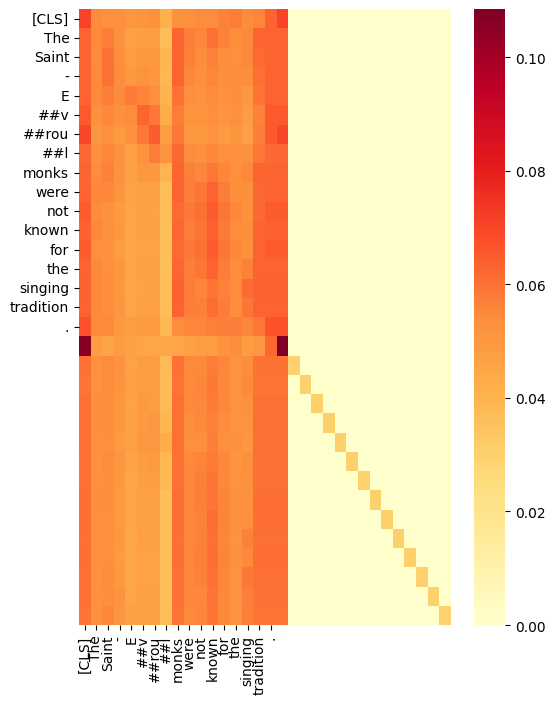 [CLS]
The
Saint
-
E
##v
##rou
##l
monks
were
not
known
for
the
singing
tradition
.
0.10
0.08
0.06
0.04
0.02
0.00
[CLS]
The
Saint
-
E
##v
##rou
##l
monks
were
not
known
for
the
singing
tradition
.